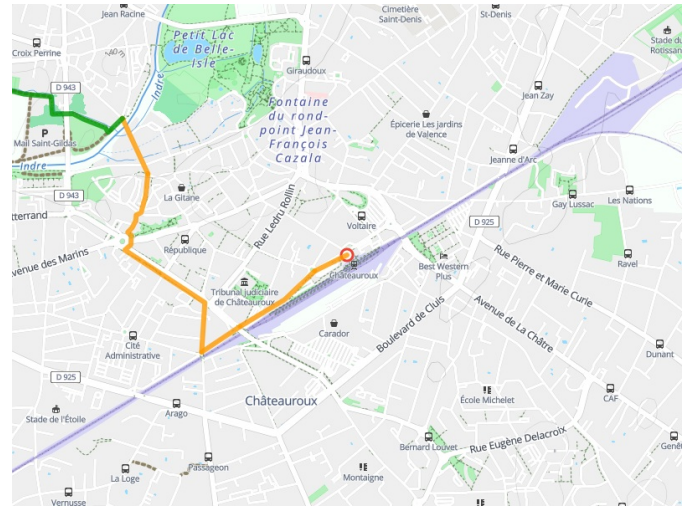 Jean Racine
Cimetière
Saint-Denis
St-Denis
Croix Perrine
Petit Lac
de Belle-
Isle
Indre
Stade du
Rotissan
Giraudoux
D 943
Jean Zay
Fontaine
du rond-
point Jean-
François
Cazala
Épicerie Les jardins
de Valence
P
Mail Saint-Gildas
Indre
Jeanne d'Arc
D 943
La Gitane
Gay Lussac
Les Nations
tterrand
Rue Ledru Rollin
Voltaire
D 925
République
Avenue des Marins
Best Western
Plus
Rue Pierre et Marie Curie
Ravel
Châteauroux
Tribunal judiciaire
de Châteauroux
Boulevard de Cluis
Avenue de La Châtre
Carador
Cité
Administrative
Dunant
D 925
Châteauroux
École Michelet
CAF
Arago
Stade de l'Étoile
Bernard Louvet
Rue Eugène Delacroix
Genê
Passageon
La Loge
Montaigne
Vernusse